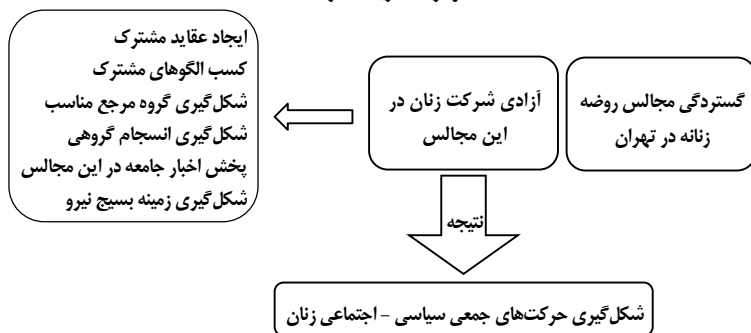 گستردگی مجالس روضه
زنانه در تهران
آزادی شرکت زنان در
این مجالس
ایجاد عقاید مشترک
کسب الگوهای مشترک
شکل‌گیری گروه مرجع مناسب
شکل‌گیری انسجام گروهی
پخش اخبار جامعه در این مجالس
شکل‌گیری زمینه بسیج نیرو
نتیجه
شکل‌گیری حرکت‌های جمعی سیاسی – اجتماعی زنان